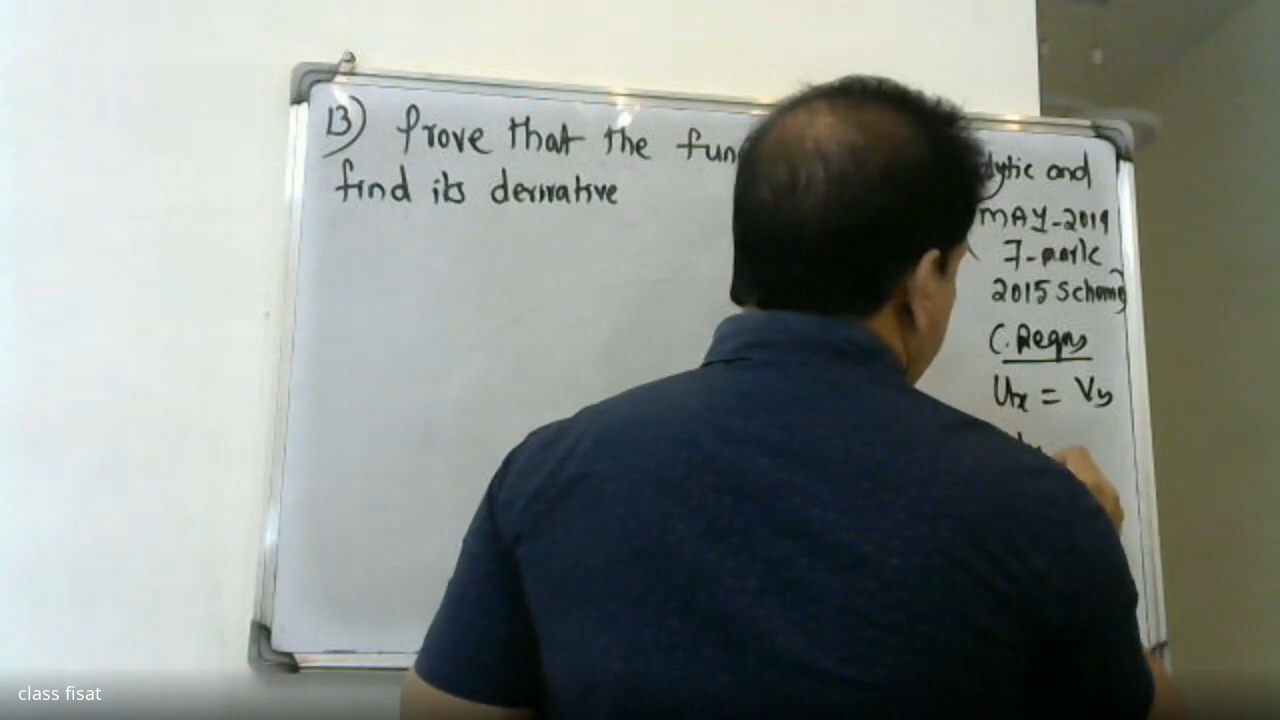 13) Prove that the fun lytic and
find its derivative
MAY-2019
7-mark
2015 Scheme
C.Reqns
Ux = Vy
class fisat